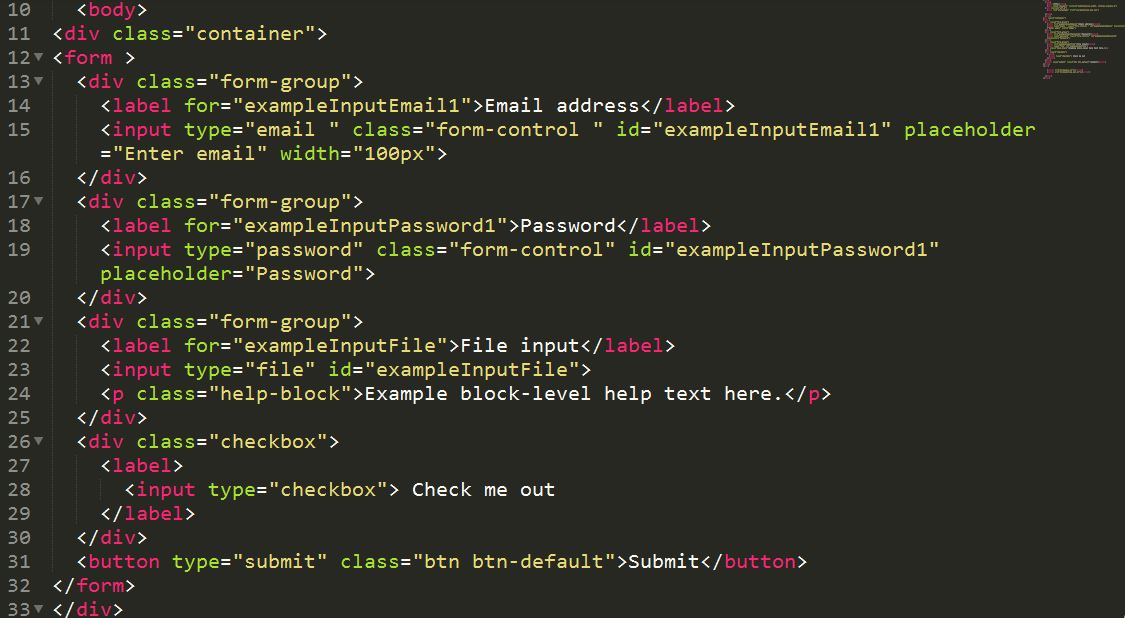 10 <body>
11 <div class="container">
12 <form >
13 <div class="form-group">
14 <label for="exampleInputEmail1">Email address</label>
15 <input type="email " class="form-control " id="exampleInputEmail1" placeholder
="Enter email" width="100px">
16 </div>
17 <div class="form-group">
18 <label for="exampleInputPassword1">Password</label>
19 <input type="password" class="form-control" id="exampleInputPassword1"
placeholder="Password">
20 </div>
21 <div class="form-group">
22 <label for="exampleInputFile">File input</label>
23 <input type="file" id="exampleInputFile">
24 <p class="help-block">Example block-level help text here.</p>
25 </div>
26 <div class="checkbox">
27 <label>
28 <input type="checkbox"> Check me out
29 </label>
30 </div>
31 <button type="submit" class="btn btn-default">Submit</button>
32 </form>
33 </div>